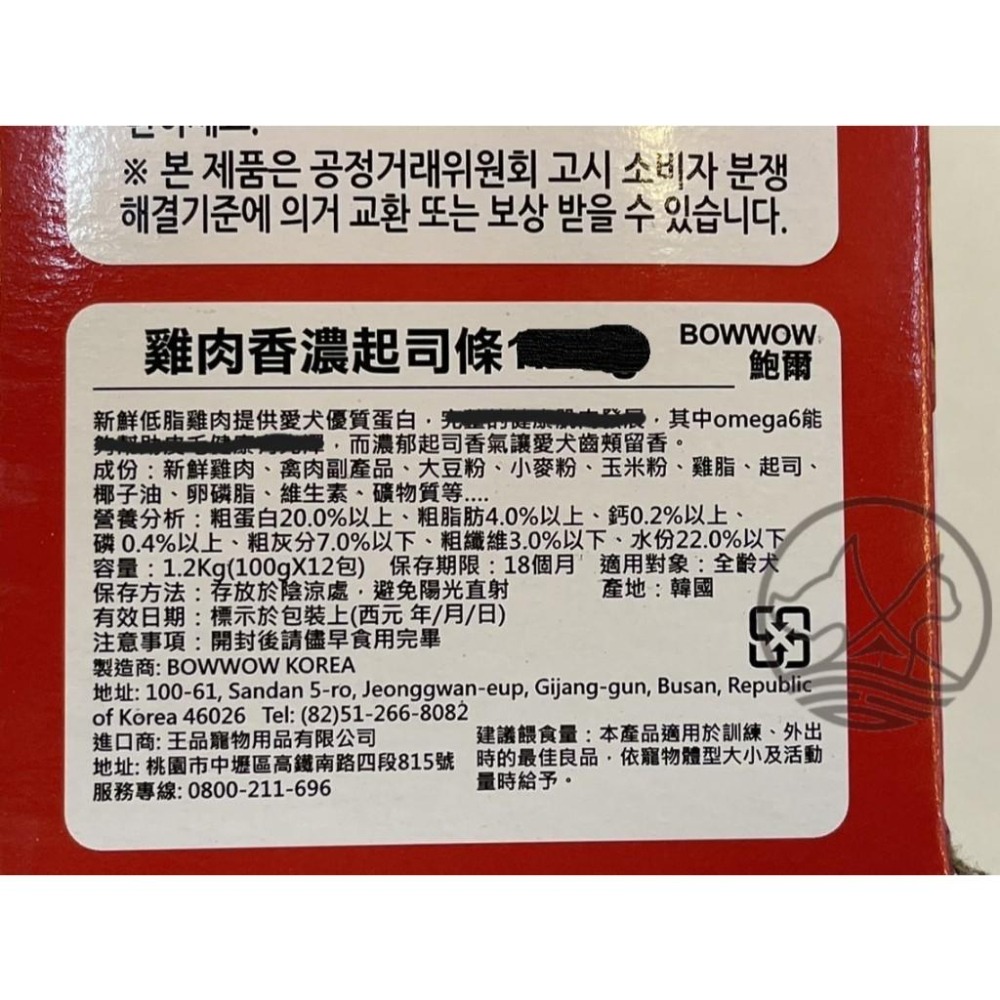 ※ 본 제품은 공정거래위원회 고시 소비자 분쟁
해결기준에 의거 교환 또는 보상 받을 수 있습니다.
雞肉香濃起司條
BOWWOW
鮑爾
新鮮低脂雞肉提供愛犬優質蛋白，，其中omega6能
，而濃郁起司香氣讓愛犬齒頰留香。
成份：新鮮雞肉、禽肉副產品、大豆粉、小麥粉、玉米粉、雞脂、起司、
椰子油、卵磷脂、維生素、礦物質等....
營養分析：粗蛋白20.0%以上、粗脂肪4.0%以上、鈣0.2%以上、
磷 0.4%以上、粗灰分7.0%以下、粗纖維3.0%以下、水份22.0%以下
容量：1.2Kg(100gX12包) 保存期限：18個月 適用對象：全齡犬
保存方法：存放於陰涼處，避免陽光直射 產地：韓國
有效日期：標示於包裝上(西元 年/月/日)
注意事項：開封後請儘早食用完畢
製造商: BOWWOW KOREA
地址: 100-61, Sandan 5-ro, Jeonggwan-eup, Gijang-gun, Busan, Republic
of Korea 46026 Tel: (82)51-266-8082
進口商: 王品寵物用品有限公司
地址: 桃園市中壢區高鐵南路四段815號
服務專線: 0800-211-696
建議餵食量：本產品適用於訓練、外出
時的最佳良品，依寵物體型大小及活動
量時給予。